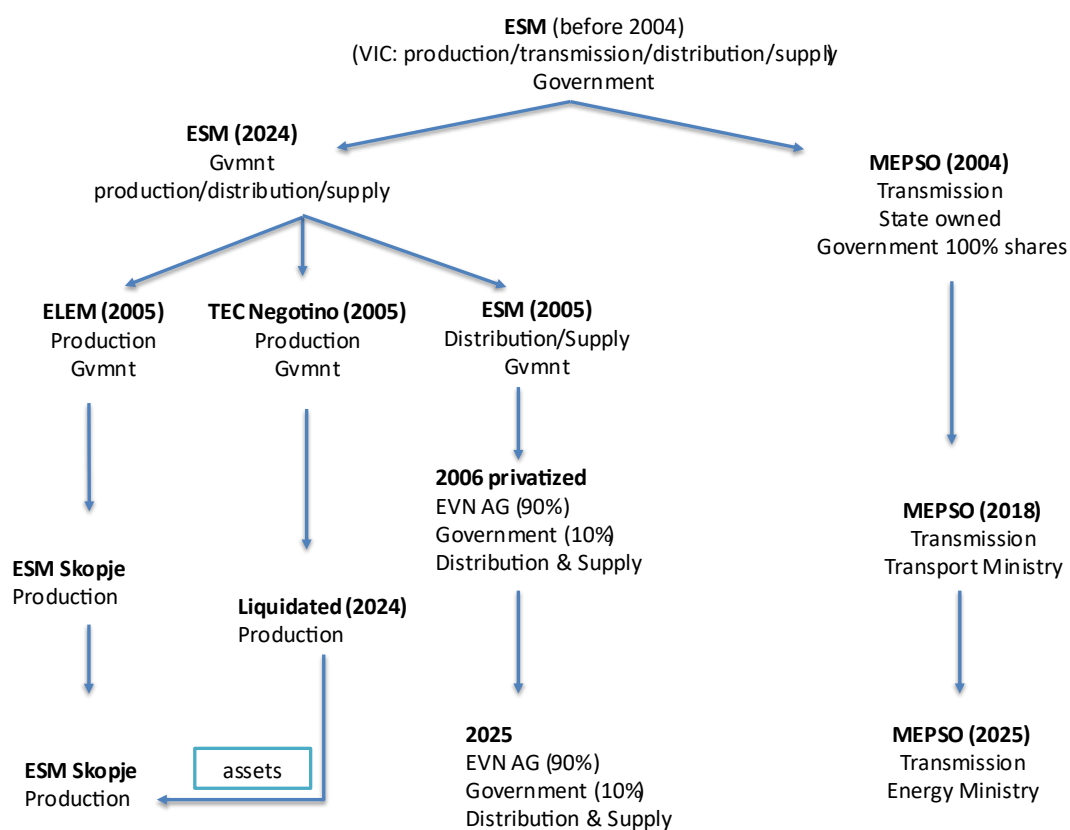 ESM (before 2004)
(VIC: production/transmission/distribution/supply)
Government
ESM (2024)
Gvmnt
production/distribution/supply
MEPSO (2004)
Transmission
State owned
Government 100% shares
ELEM (2005)
Production
Gvmnt
TEC Negotino (2005)
Production
Gvmnt
ESM (2005)
Distribution/Supply
Gvmnt
2006 privatized
EVN AG (90%)
Government (10%)
Distribution & Supply
MEPSO (2018)
Transmission
Transport Ministry
ESM Skopje
Production
Liquidated (2024)
Production
2025
EVN AG (90%)
Government (10%)
Distribution & Supply
MEPSO (2025)
Transmission
Energy Ministry
assets
ESM Skopje
Production